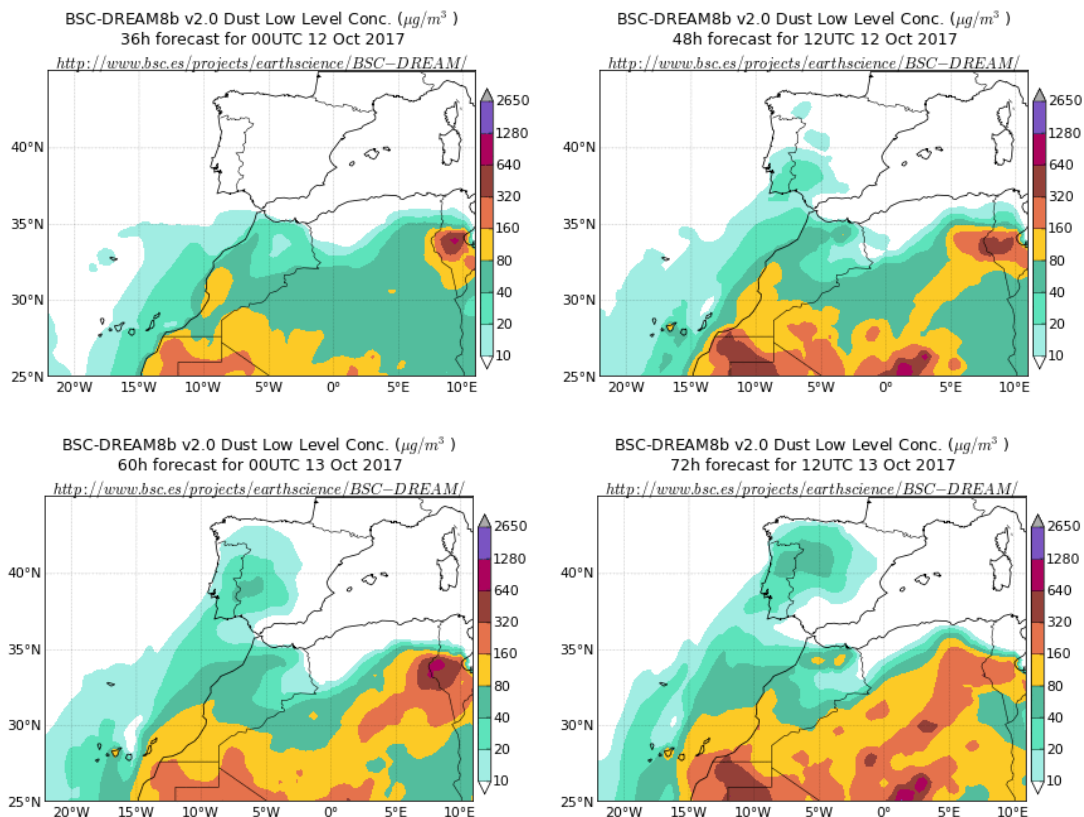 BSC-DREAM8b v2.0 Dust Low Level Conc. (μg/m³ )
36h forecast for 00UTC 12 Oct 2017
http://www.bsc.es/projects/earthscience/BSC−DREAM/
40°N
35°N
30°N
25°N
20°W 15°W 10°W 5°W 0°E 5°E 10°E
2650
1280
640
320
160
80
40
20
10
BSC-DREAM8b v2.0 Dust Low Level Conc. (μg/m³ )
48h forecast for 12UTC 12 Oct 2017
http://www.bsc.es/projects/earthscience/BSC−DREAM/
40°N
35°N
30°N
25°N
20°W 15°W 10°W 5°W 0°E 5°E 10°E
2650
1280
640
320
160
80
40
20
10
BSC-DREAM8b v2.0 Dust Low Level Conc. (μg/m³ )
60h forecast for 00UTC 13 Oct 2017
http://www.bsc.es/projects/earthscience/BSC−DREAM/
40°N
35°N
30°N
25°N
20°W 15°W 10°W 5°W 0°E 5°E 10°E
2650
1280
640
320
160
80
40
20
10
BSC-DREAM8b v2.0 Dust Low Level Conc. (μg/m³ )
72h forecast for 12UTC 13 Oct 2017
http://www.bsc.es/projects/earthscience/BSC−DREAM/
40°N
35°N
30°N
25°N
20°W 15°W 10°W 5°W 0°E 5°E 10°E
2650
1280
640
320
160
80
40
20
10